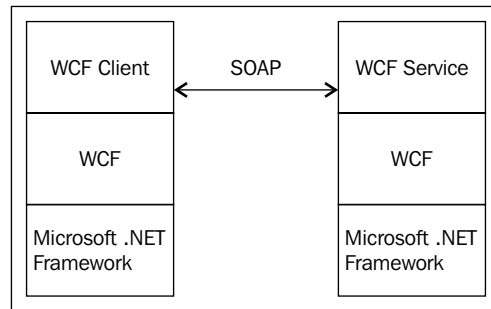 WCF Client
SOAP
WCF Service
WCF
WCF
Microsoft .NET
Framework
Microsoft .NET
Framework